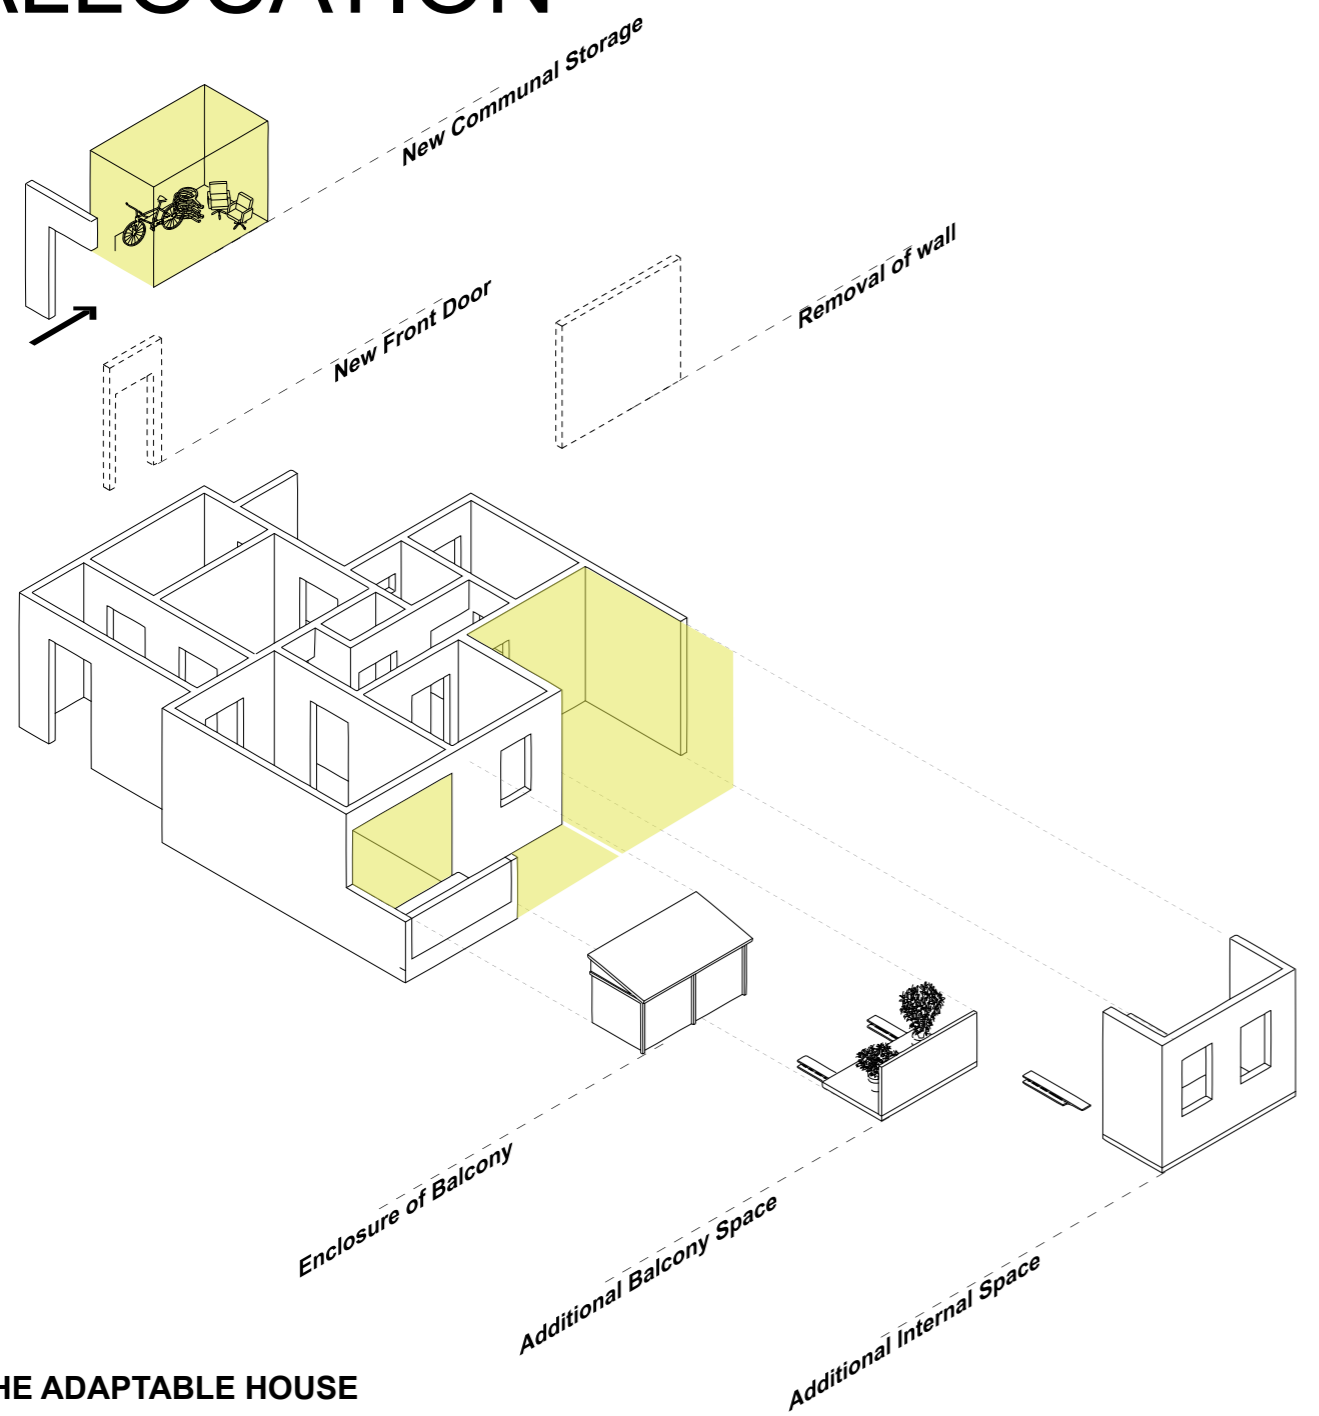 ALLOCATION
New Communal Storage
Removal of wall
New Front Door
Enclosure of Balcony
Additional Balcony Space
Additional Internal Space
HE ADAPTABLE HOUSE